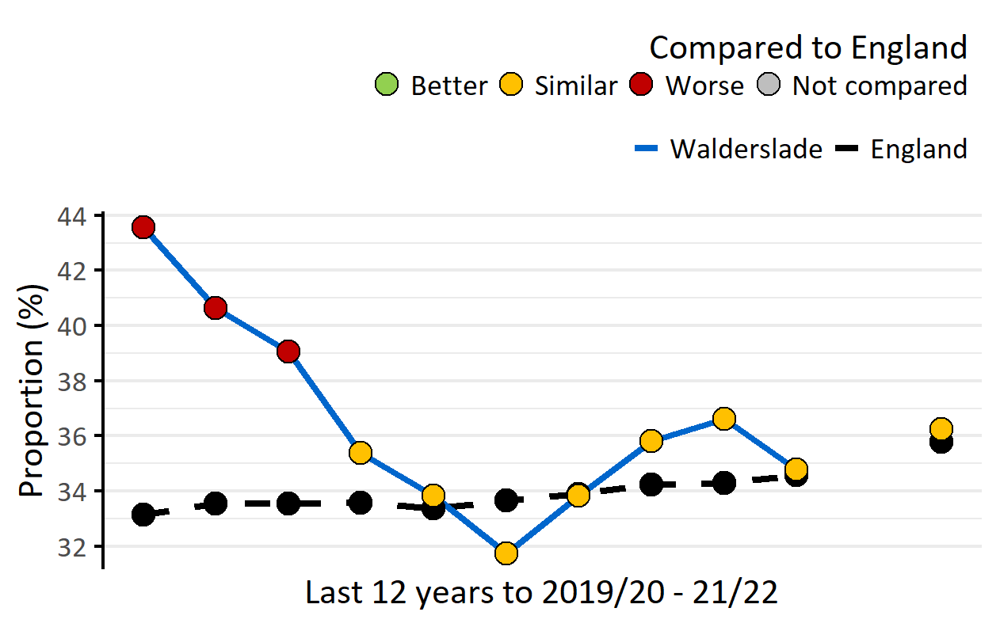 Compared to England
Better Similar Worse Not compared
Walderslade England
44
42
40
38
36
34
32
Proportion (%)
Last 12 years to 2019/20 - 21/22